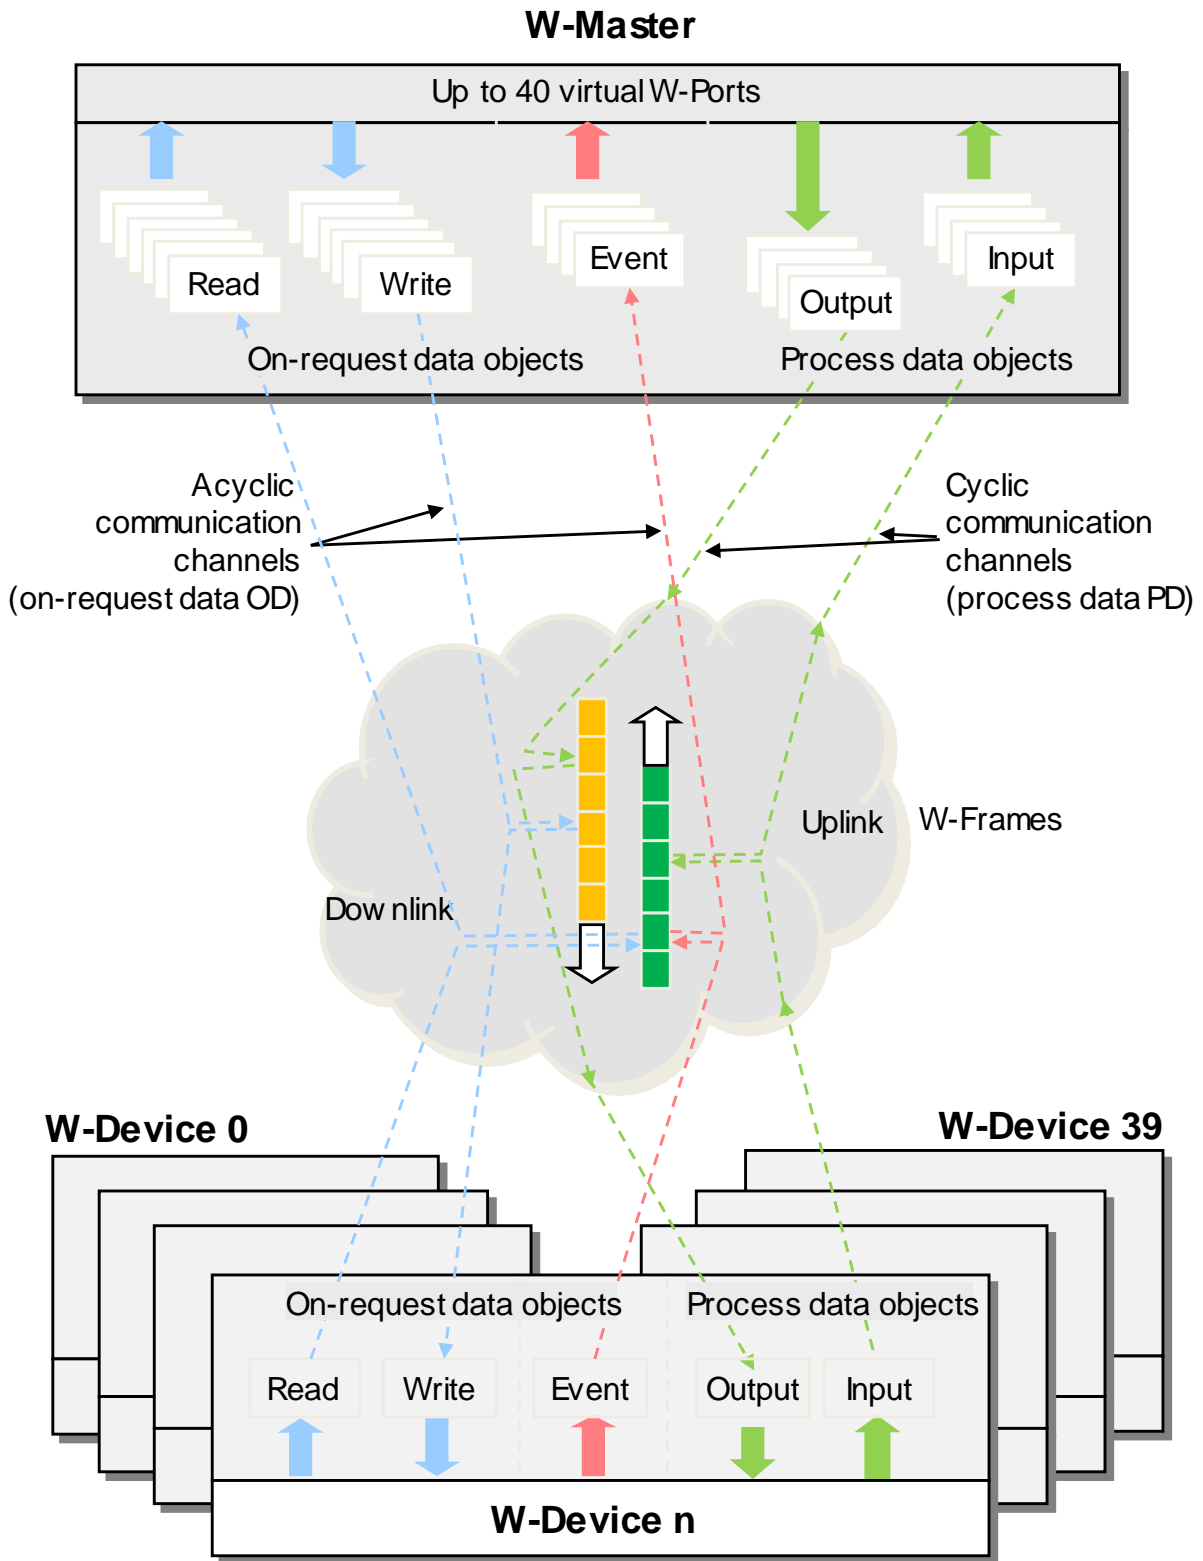 W-Master
Up to 40 virtual W-Ports
Read
Write
Event
Output
Input
On-request data objects
Process data objects
Acyclic
communication
channels
(on-request data OD)
Cyclic
communication
channels
(process data PD)
Uplink
W-Frames
Downlink
W-Device 0
W-Device 39
On-request data objects
Process data objects
Read
Write
Event
Output
Input
W-Device n